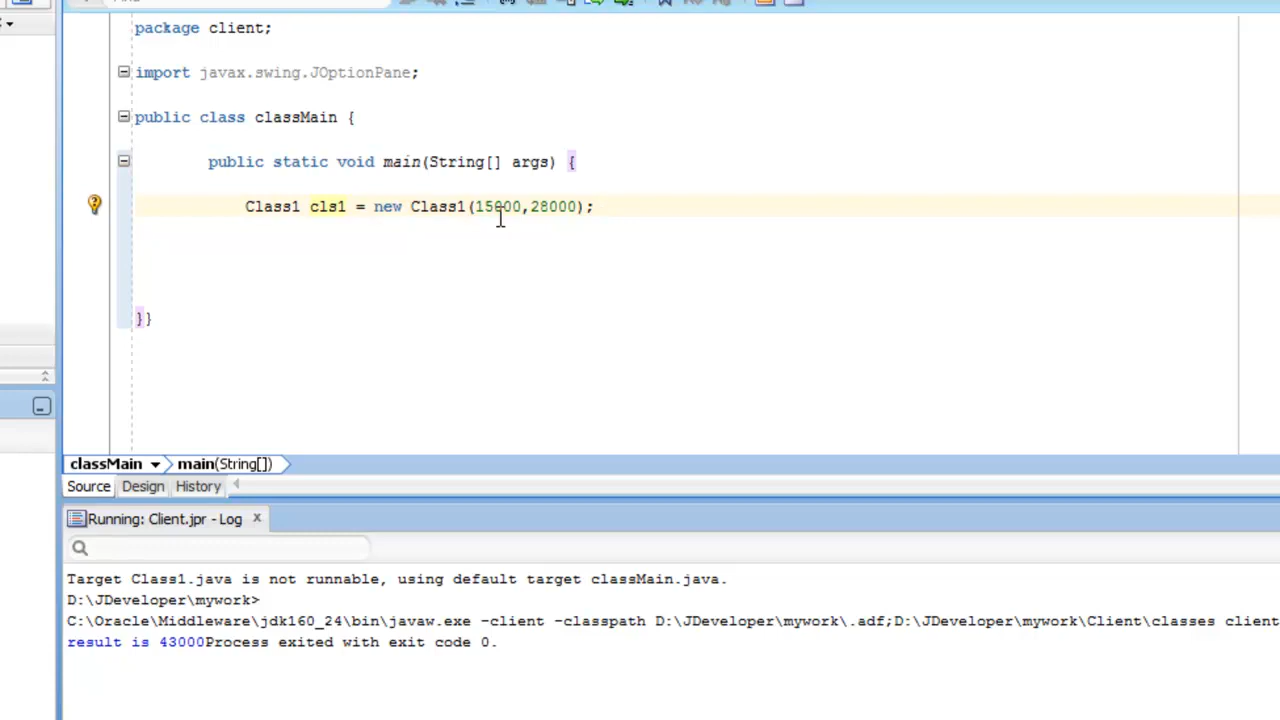 package client;
import javax.swing.JOptionPane;
public class classMain {
public static void main(String[] args) {
Class1 cls1 = new Class1(15000,28000);
}}
classMain main(String[])
Source Design History
Running: Client.jpr - Log x
Target Class1.java is not runnable, using default target classMain.java.
D:\JDeveloper\mywork>
C:\Oracle\Middleware\jdk160_24\bin\javaw.exe -client -classpath D:\JDeveloper\mywork\.adf;D:\JDeveloper\mywork\Client\classes client
result is 43000Process exited with exit code 0.